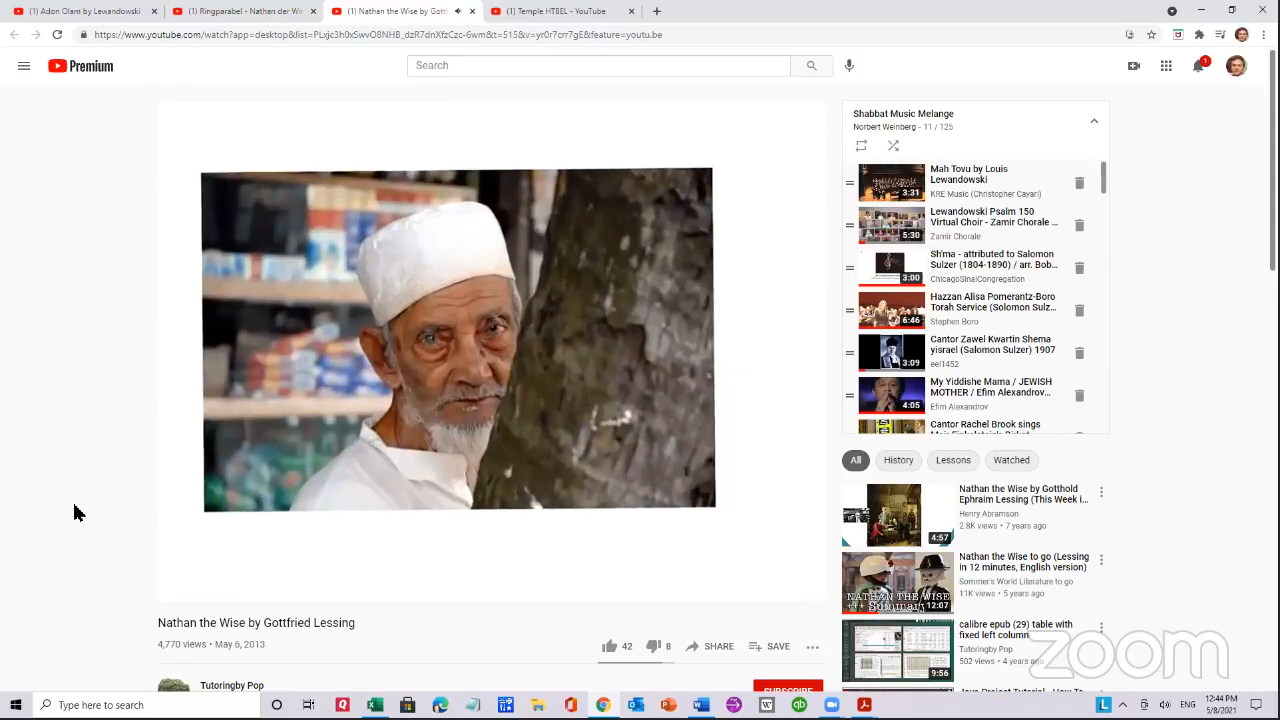 (1) Adon Olam by Lewandowski
(1) Ringparabel - Nathan der We
(1) Nathan the Wise by Gotf
(1) Temple HTBEL - YouTube
https://www.youtube.com/watch?app=desktop&list=PLxjc3h0xSwvO8NHB_dzR7dnXfzCzc-6wm&t=515&v=yr0r7crr7gE&feature=youtu.be
Premium
Search
1
Shabbat Music Melange
Norbert Weinberg - 11 / 125
Mah Tovu by Louis
Lewandowski
KRE Music (Christopher Cayari)
3:31
Lewandowski Psalm 150
Virtual Choir - Zamir Chorale ...
Zamir Chorale
5:30
Sh'ma - attributed to Salomon
Sulzer (1804-1890) / arr. Bob...
ChicagoSinaiCongregation
3:00
Hazzan Alisa Pomerantz-Boro
Torah Service (Solomon Sulz...
Stephen Boro
6:46
Cantor Zawel Kwartin Shema
yisrael (Salomon Sulzer) 1907
eel1452
3:09
My Yiddishe Mama / JEWISH
MOTHER / Efim Alexandrov...
Efim Alexandrov
4:05
Cantor Rachel Brook sings
All
History
Lessons
Watched
Nathan the Wise by Gotthold
Ephraim Lessing (This Week i...
Henry Abramson
2.8K views • 7 years ago
4:57
Nathan the Wise to go (Lessing
in 12 minutes, English version)
Sommer's World Literature to go
11K views • 5 years ago
NATHAN THE WISE
+++ Summary
12:07
calibre epub (29) table with
fixed left column
Tutoringby Pop
502 views • 4 years ago
9:56
Java Project Tutorial - How To
Nathan the Wise by Gottfried Lessing
4,770 views • May 6, 2013
42
8
SHARE
SAVE
Tutoringby Pop
SUBSCRIBE
zoom
Type here to search
12:44 PM
5/8/2021